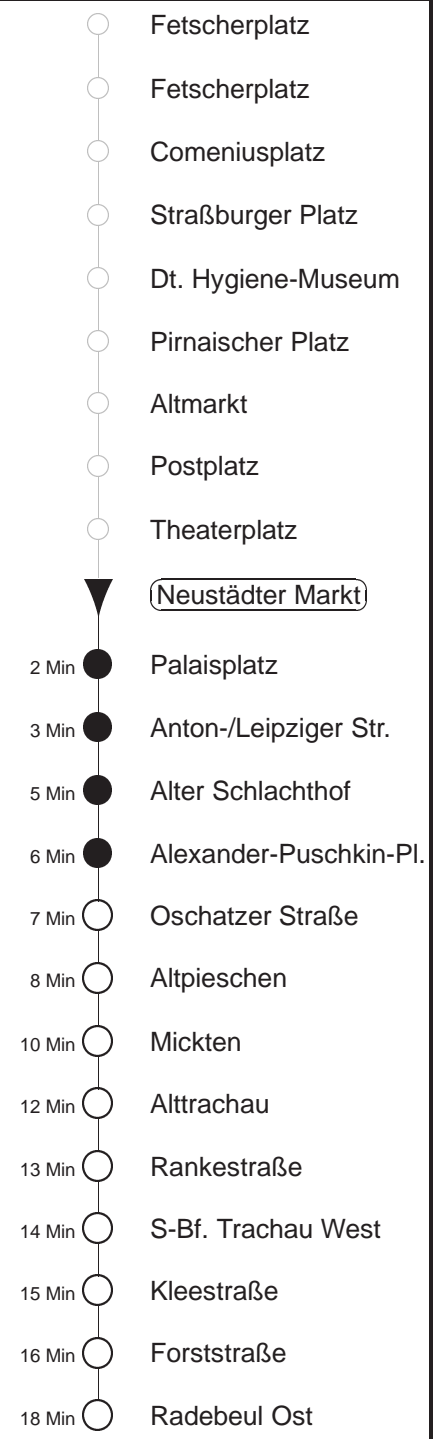 Fetscherplatz
Fetscherplatz
Comeniusplatz
Straßburger Platz
Dt. Hygiene-Museum
Pirnaischer Platz
Altmarkt
Postplatz
Theaterplatz
Neustädter Markt
2 Min Palaisplatz
3 Min Anton-/Leipziger Str.
5 Min Alter Schlachthof
6 Min Alexander-Puschkin-Pl.
7 Min Oschatzer Straße
8 Min Altpieschen
10 Min Mickten
12 Min Alttrachau
13 Min Rankestraße
14 Min S-Bf. Trachau West
15 Min Kleestraße
16 Min Forststraße
18 Min Radebeul Ost